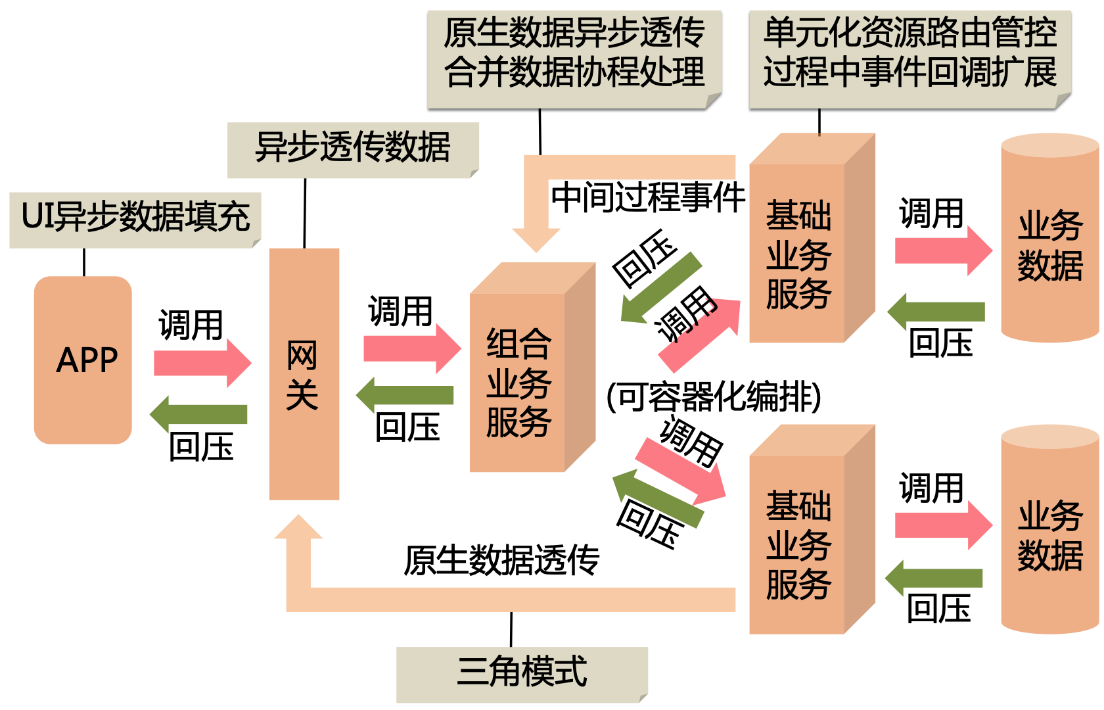 原生数据异步透传
合并数据协程处理
单元化资源路由管控
过程中事件回调扩展
异步透传数据
UI异步数据填充
中间过程事件
APP
调用
回压
网
关
调用
回压
组合
业务
服务
回压
调用
(可容器化编排)
调用
回压
基础
业务
服务
调用
回压
业务
数据
基础
业务
服务
调用
回压
业务
数据
原生数据透传
三角模式